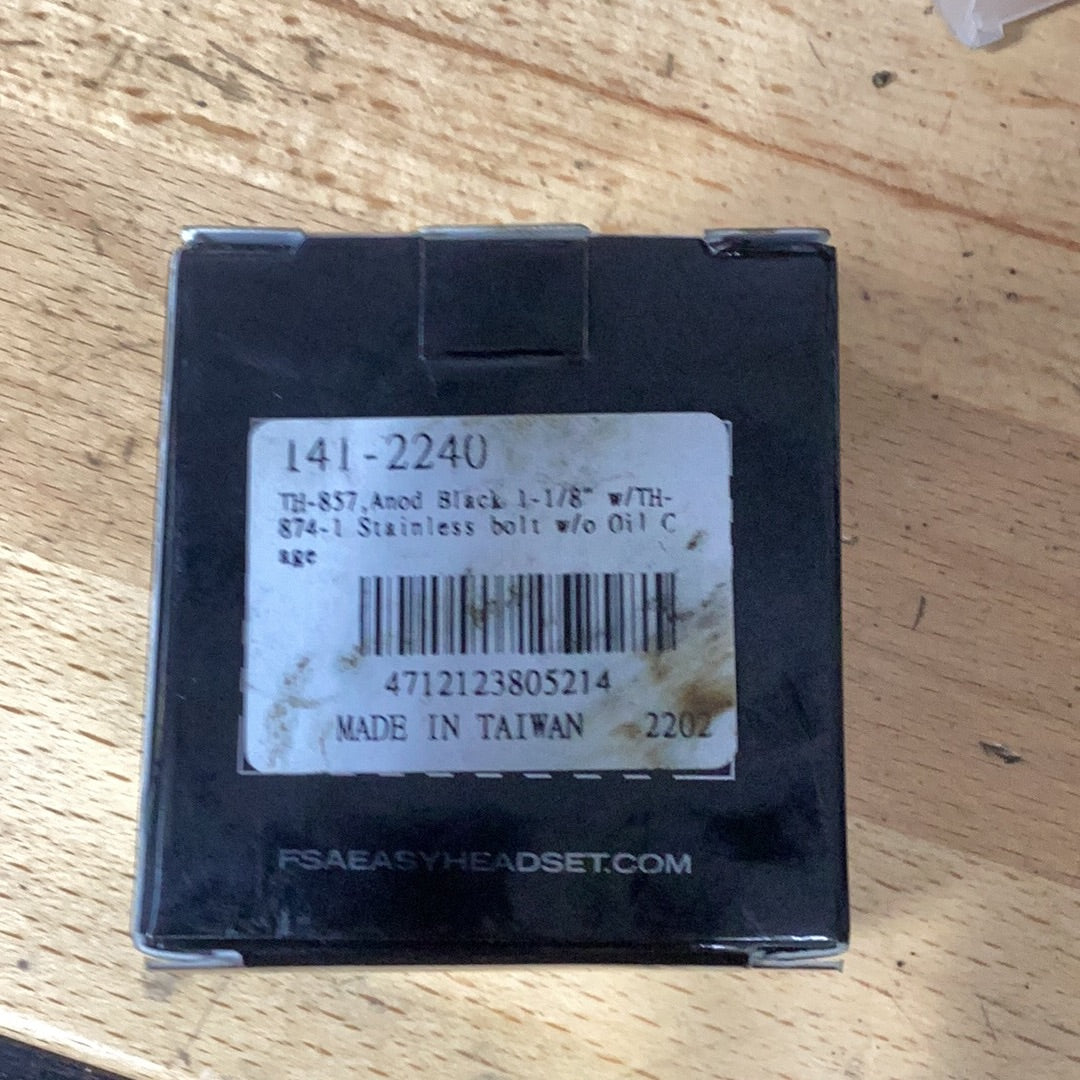 141-2240
TH-857,Anod Black 1-1/8" w/TH-
874-1 Stainless bolt w/o Oil C
age
4712123805214
MADE IN TAIWAN 2202
FSAEASYHEADSET.COM